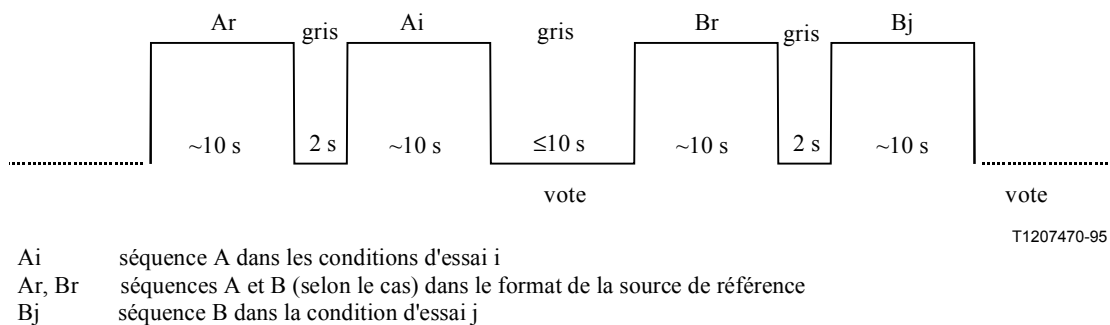 Ar gris Ai gris Br gris Bj
~10 s 2 s ~10 s ≤10 s ~10 s 2 s ~10 s
vote vote
T1207470-95
Ai séquence A dans les conditions d'essai i
Ar, Br séquences A et B (selon le cas) dans le format de la source de référence
Bj séquence B dans la condition d'essai j